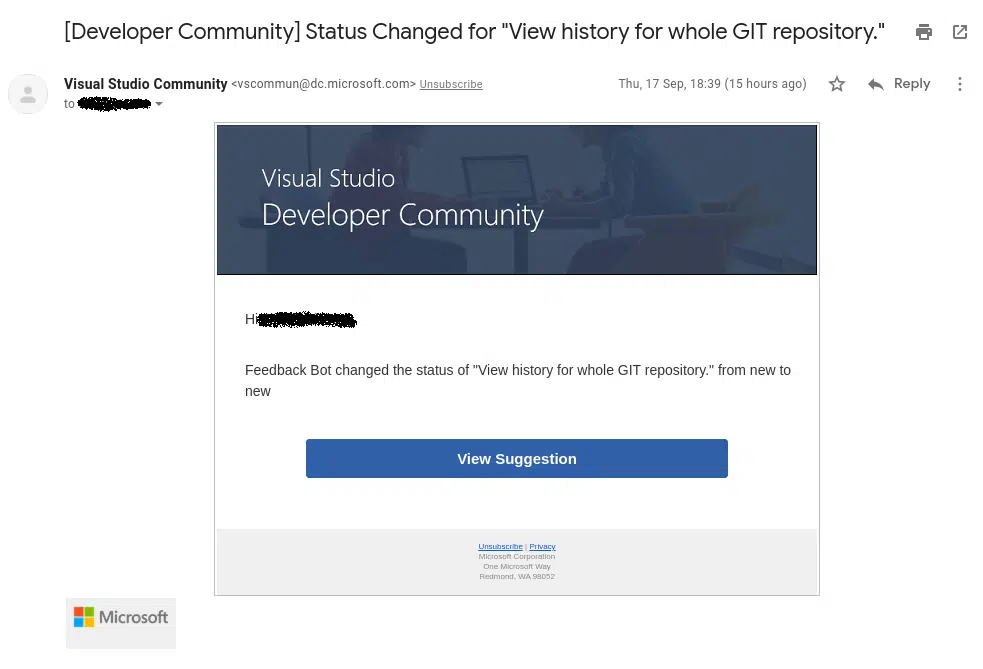 [Developer Community] Status Changed for "View history for whole GIT repository."
Visual Studio Community <vscommun@dc.microsoft.com> Unsubscribe
Thu, 17 Sep, 18:39 (15 hours ago)
Reply
to
Visual Studio
Developer Community
Hi
Feedback Bot changed the status of "View history for whole GIT repository." from new to
new
View Suggestion
Unsubscribe | Privacy
Microsoft Corporation
One Microsoft Way
Redmond, WA 98052
Microsoft